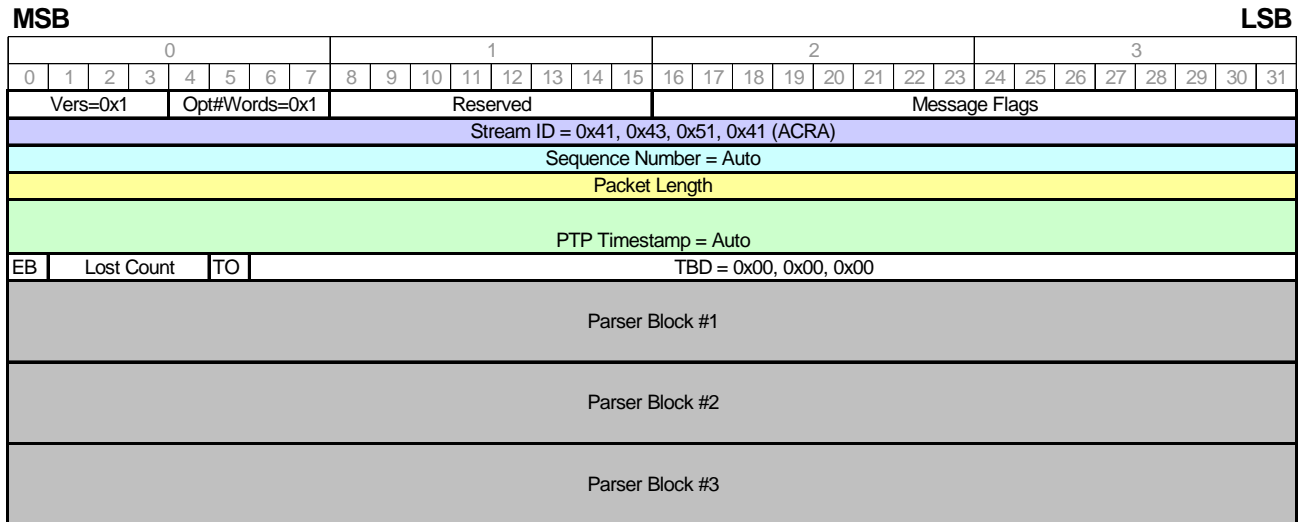 MSB LSB
0 1 2 3
0 1 2 3 4 5 6 7 8 9 10 11 12 13 14 15 16 17 18 19 20 21 22 23 24 25 26 27 28 29 30 31
Vers=0x1 Opt#Words=0x1 Reserved Message Flags
Stream ID = 0x41, 0x43, 0x51, 0x41 (ACRA)
Sequence Number = Auto
Packet Length
PTP Timestamp = Auto
EB Lost Count TO TBD = 0x00, 0x00, 0x00
Parser Block #1
Parser Block #2
Parser Block #3